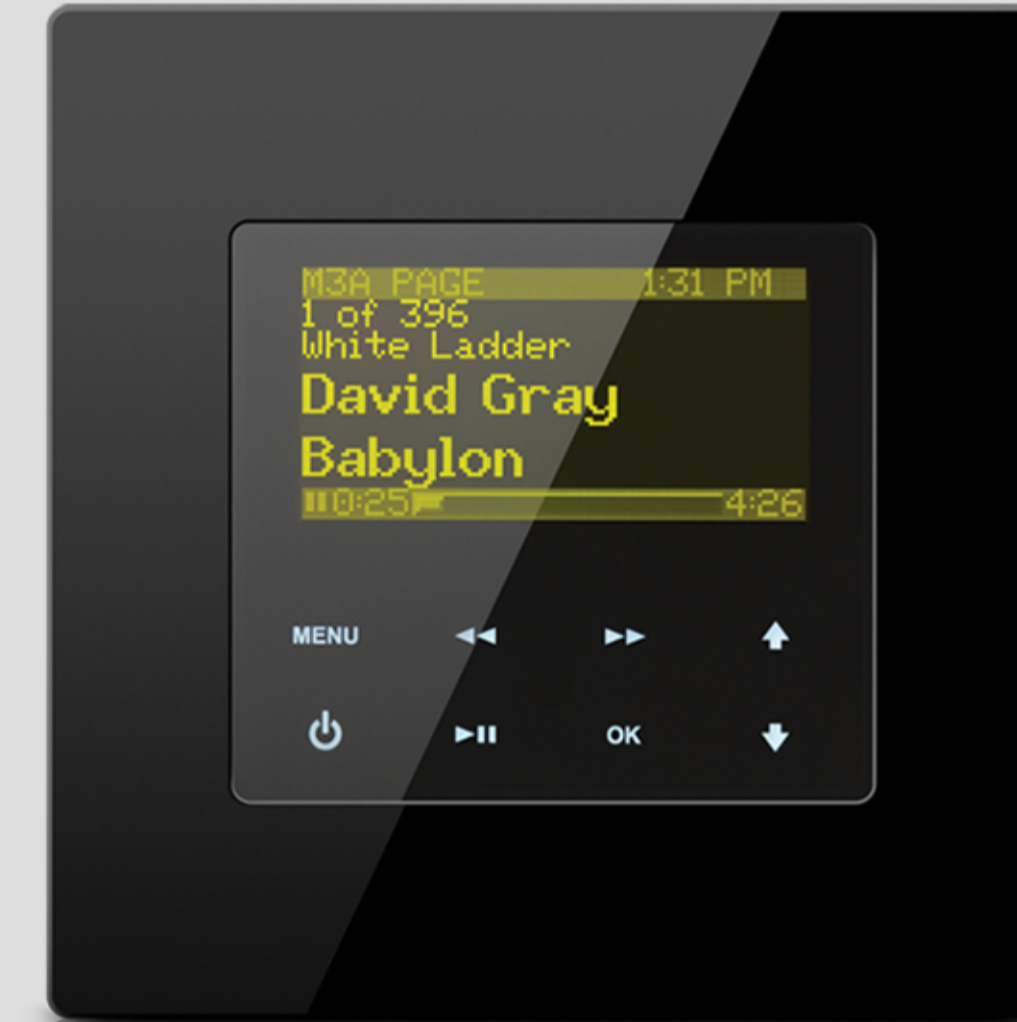 M3A PAGE 1:31 PM
1 of 396
White Ladder
David Gray
Babylon
0:25 4:26
MENU
OK